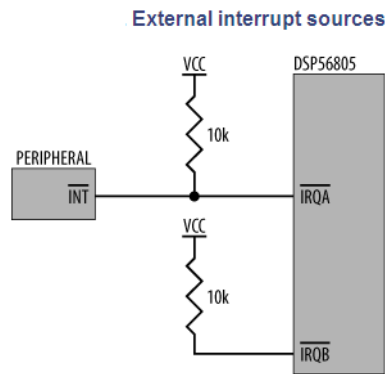 External interrupt sources
VCC
DSP56805
10k
PERIPHERAL
INT
IRQA
VCC
10k
IRQB